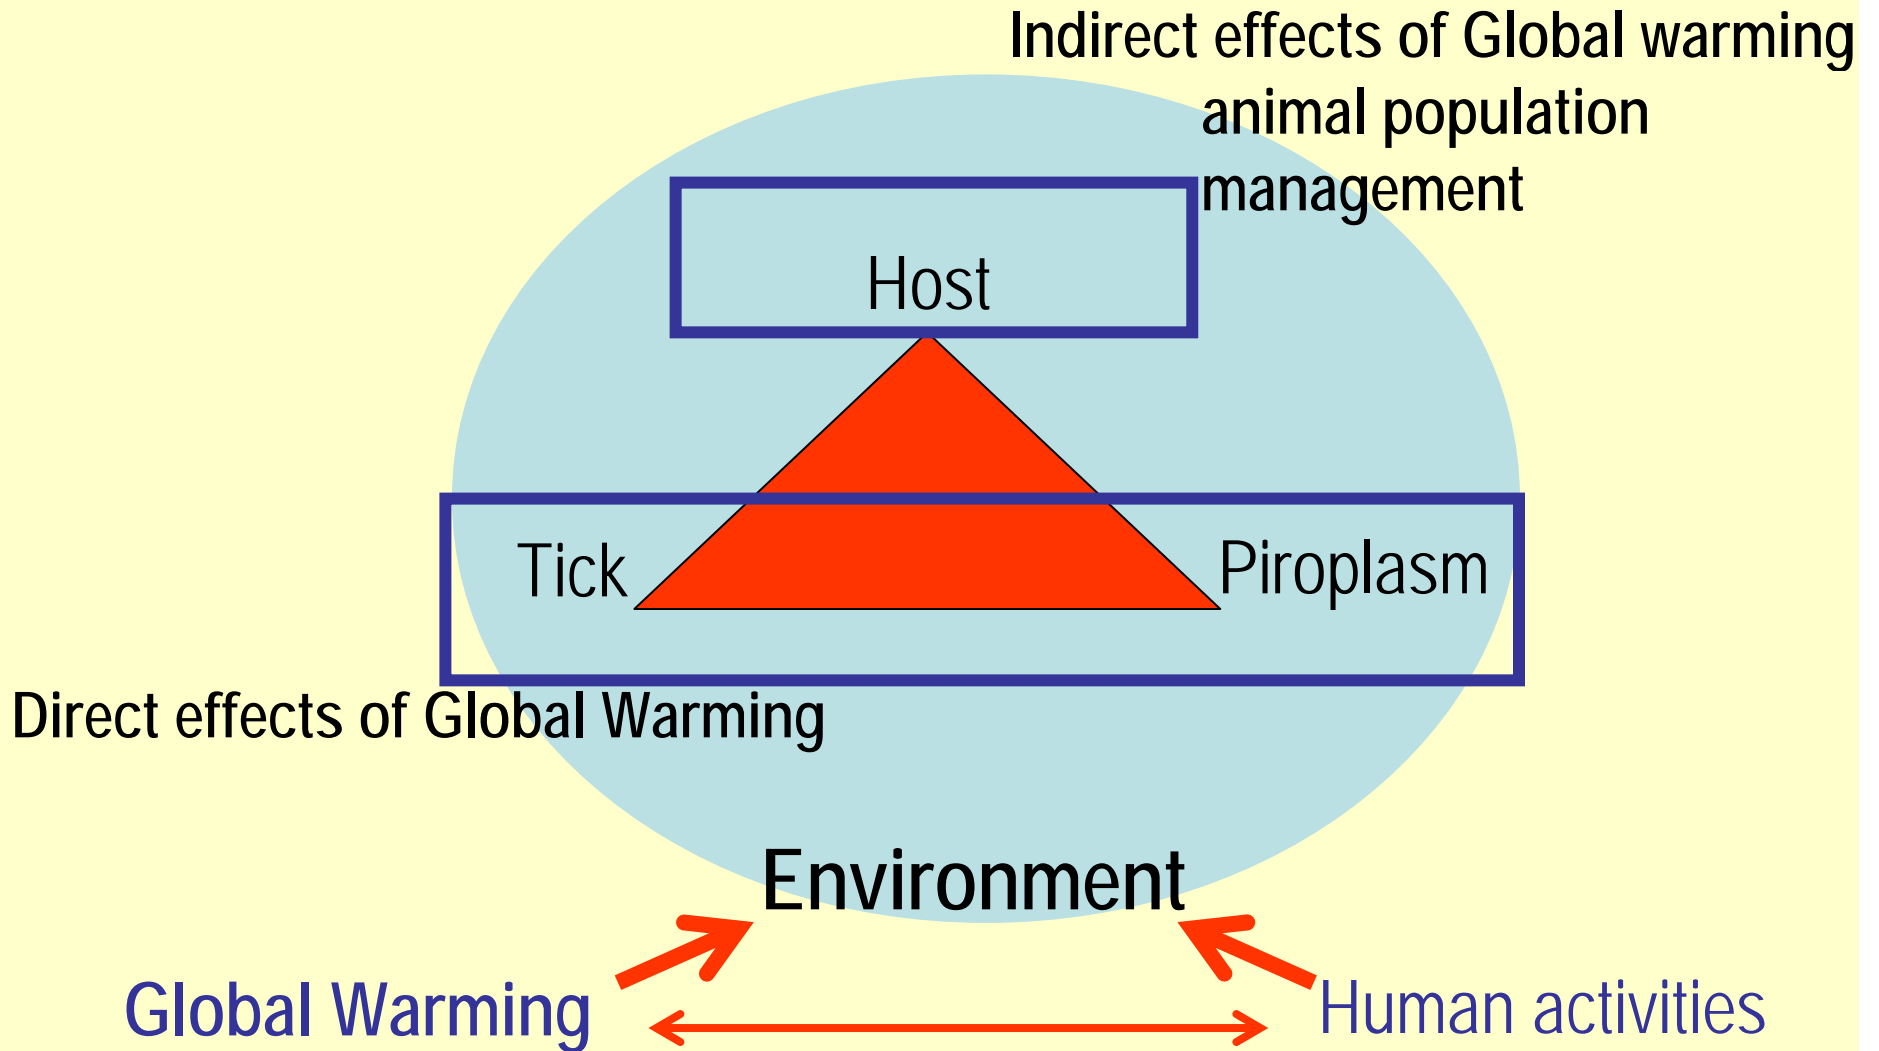 Indirect effects of Global warming
animal population
management
Host
Tick
Piroplasm
Direct effects of Global Warming
Environment
Global Warming
Human activities